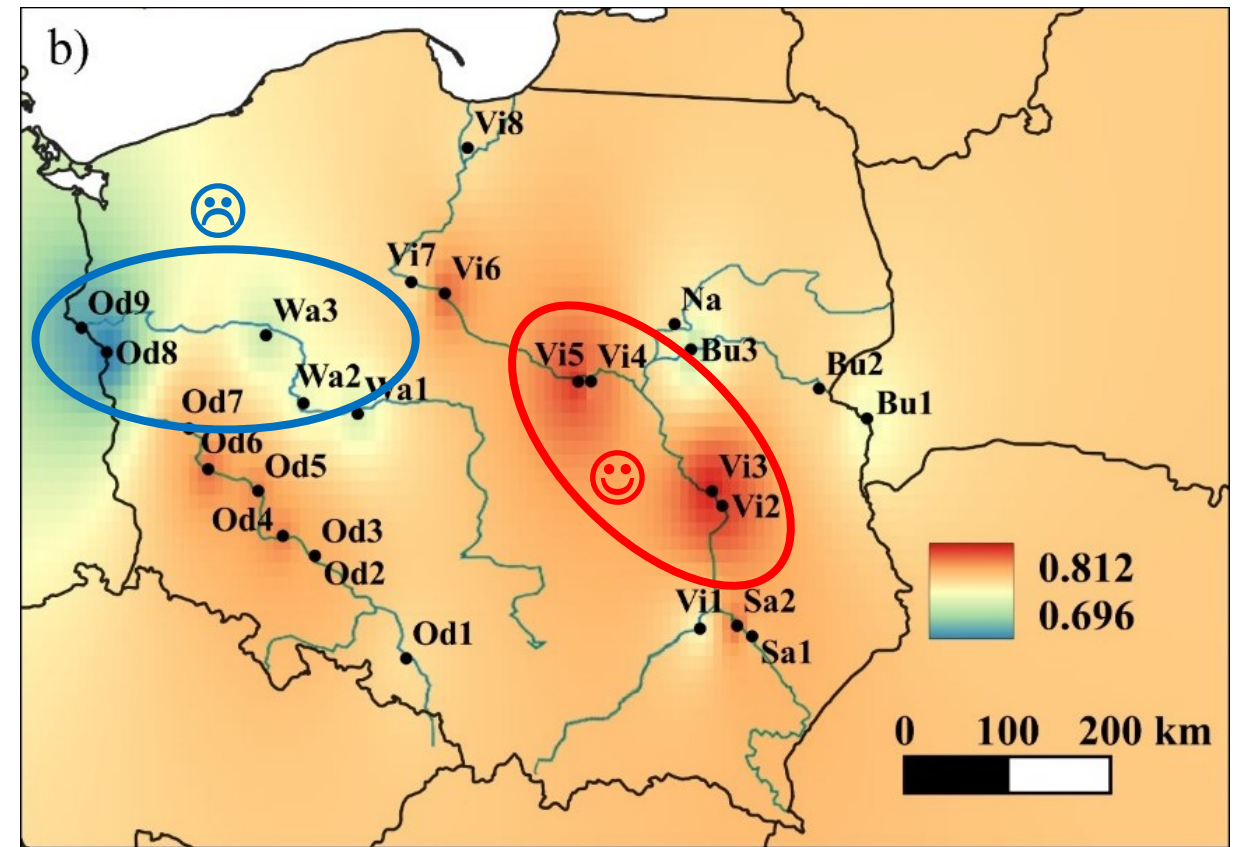 b)
Vi8
Vi7
Vi6
Od9
Wa3
Na
Od8
Vi5
Vi4
Bu3
Bu2
Wa2
Wa1
Od7
Bu1
Od6
Od5
Vi3
Vi2
Od4
Od3
Od2
0.812
0.696
Vi1
Sa2
Od1
Sa1
0 100 200 km